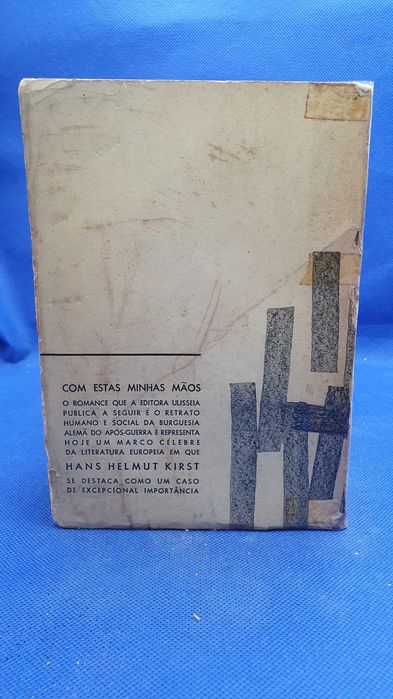 COM ESTAS MINHAS MÃOS
O ROMANCE QUE A EDITORA ULISSEIA
PUBLICA A SEGUIR É O RETRATO
HUMANO E SOCIAL DA BURGUESIA
ALEMÃ DO APÓS-GUERRA E REPRESENTA
HOJE UM MARCO CÉLEBRE
DA LITERATURA EUROPEIA EM QUE
HANS HELMUT KIRST
SE DESTACA COMO UM CASO
DE EXCEPCIONAL IMPORTÂNCIA